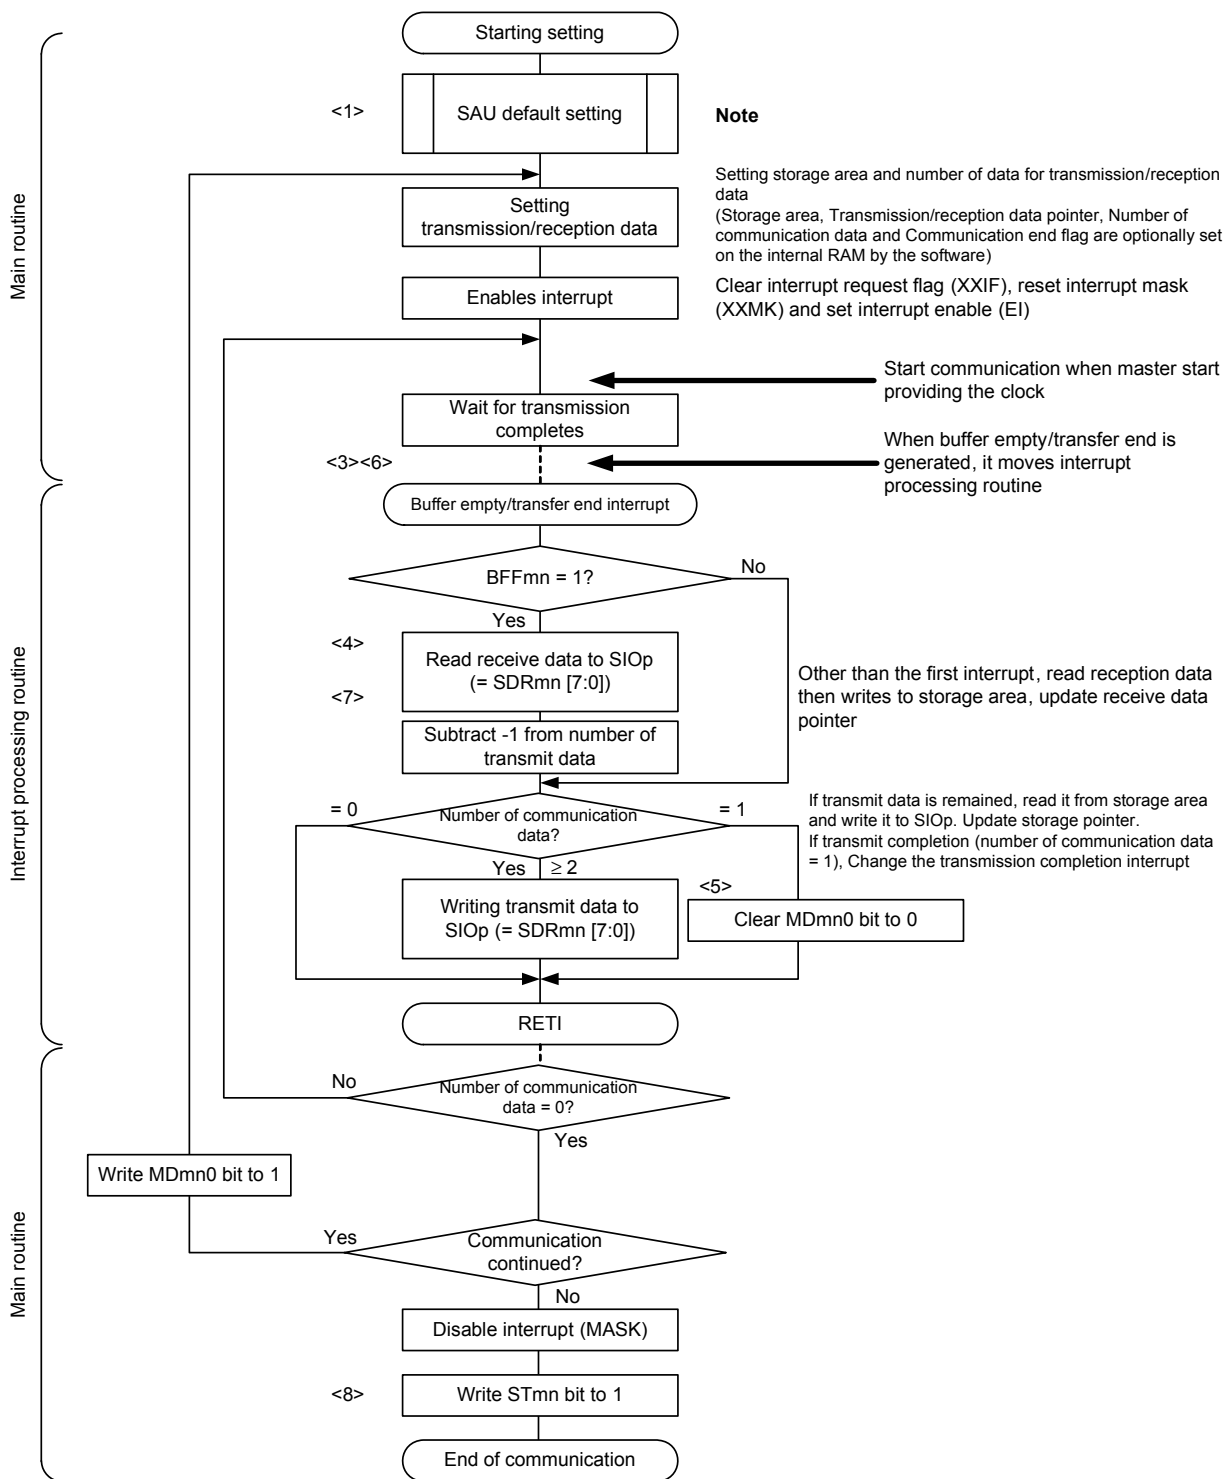 Starting setting
<1>
SAU default setting
Note
Main routine
Setting
transmission/reception data
Setting storage area and number of data for transmission/reception
data
(Storage area, Transmission/reception data pointer, Number of
communication data and Communication end flag are optionally set
on the internal RAM by the software)
Enables interrupt
Clear interrupt request flag (XXIF), reset interrupt mask
(XXMK) and set interrupt enable (EI)
Start communication when master start
providing the clock
Wait for transmission
completes
<3><6>
When buffer empty/transfer end is
generated, it moves interrupt
processing routine
Buffer empty/transfer end interrupt
BFFmn = 1?
No
Yes
<4>
Read receive data to SIOp
(= SDRmn [7:0])
<7>
Other than the first interrupt, read reception data
then writes to storage area, update receive data
pointer
Interrupt processing routine
Subtract -1 from number of
transmit data
= 0
Number of communication
data?
= 1
If transmit data is remained, read it from storage area
and write it to SIOp. Update storage pointer.
If transmit completion (number of communication data
= 1), Change the transmission completion interrupt
Yes
≥ 2
<5>
Writing transmit data to
SIOp (= SDRmn [7:0])
Clear MDmn0 bit to 0
RETI
No
Number of communication
data = 0?
Yes
Write MDmn0 bit to 1
Main routine
Yes
Communication
continued?
No
Disable interrupt (MASK)
<8>
Write STmn bit to 1
End of communication